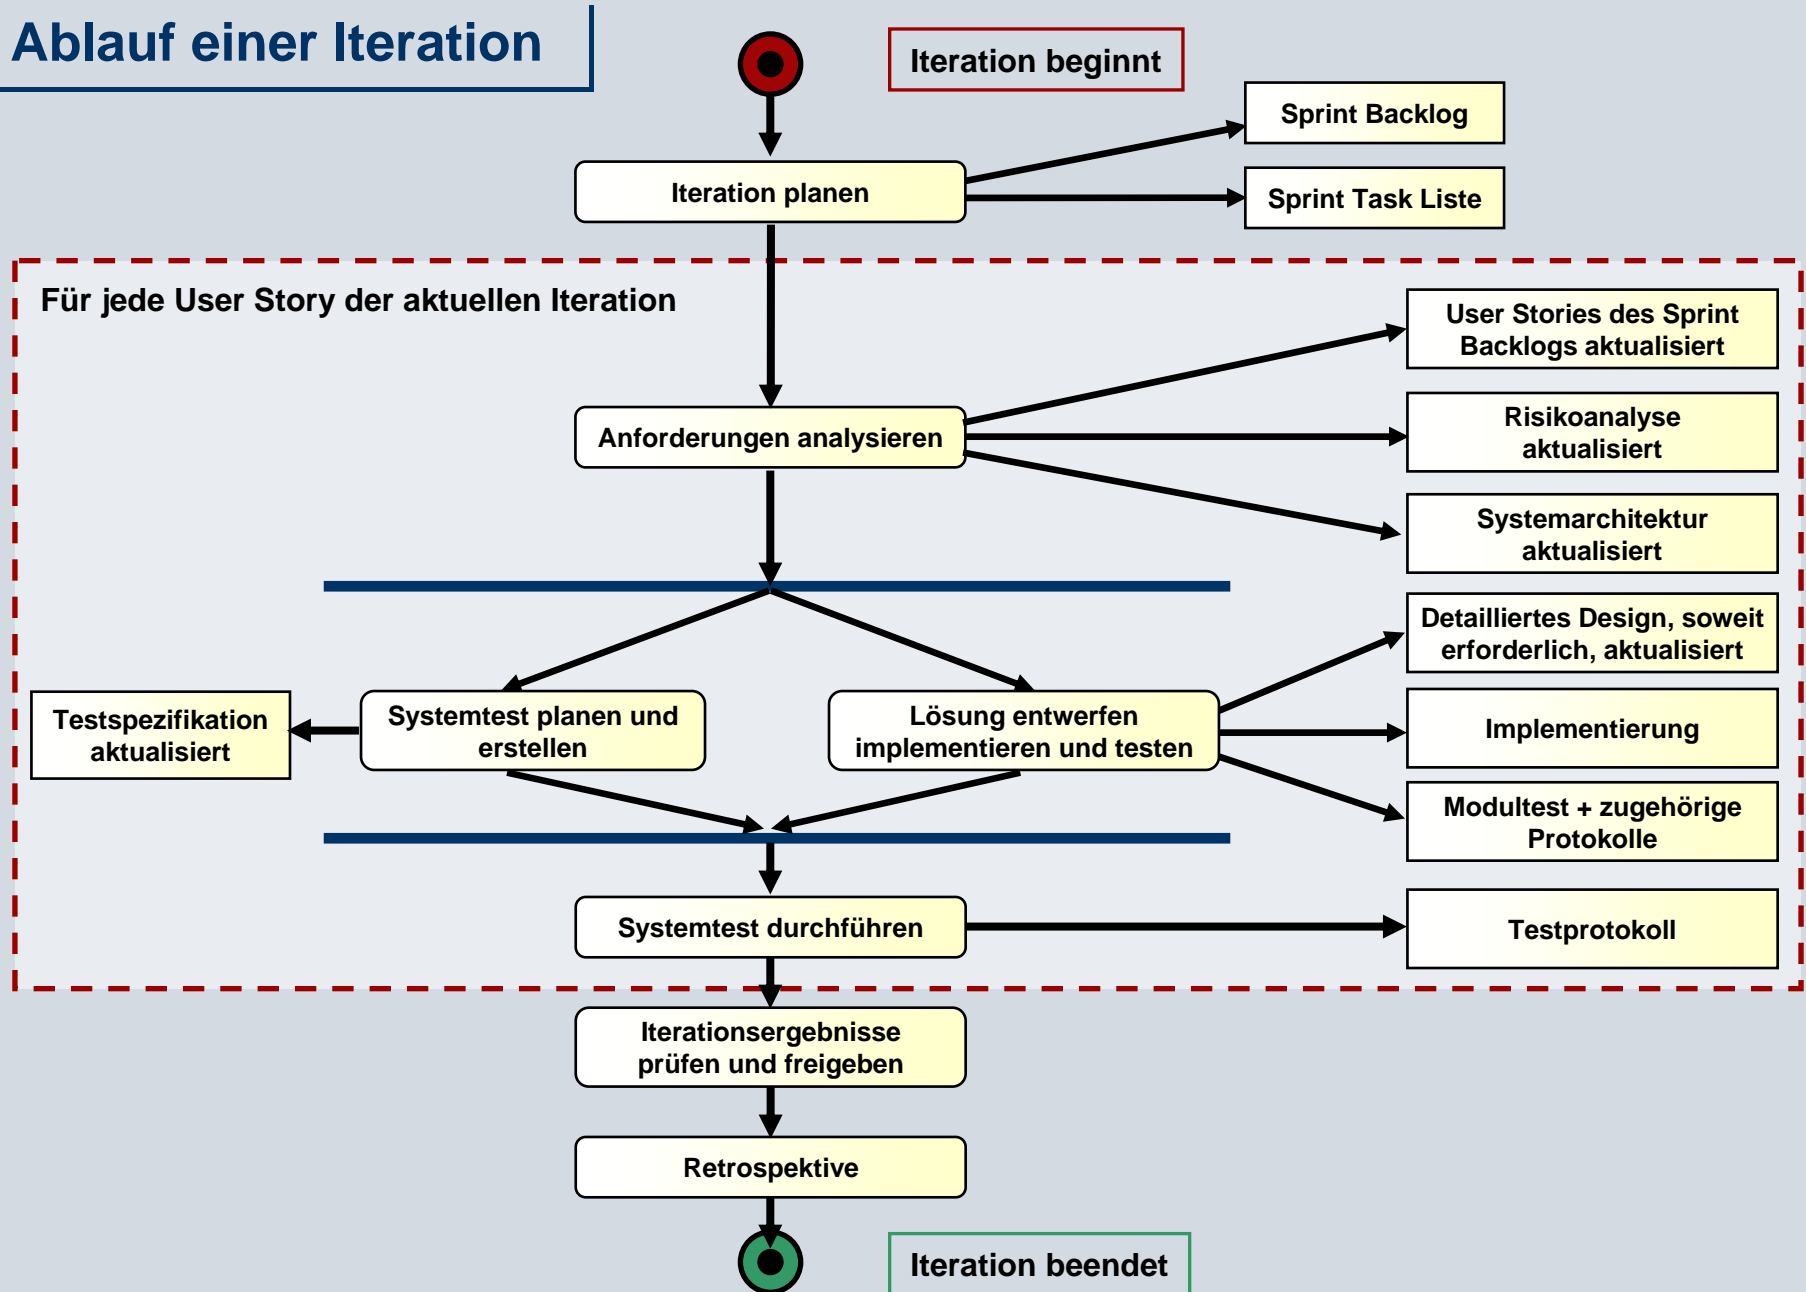 Ablauf einer Iteration
Iteration beginnt
Sprint Backlog
Iteration planen
Sprint Task Liste
Für jede User Story der aktuellen Iteration
User Stories des Sprint
Backlogs aktualisiert
Anforderungen analysieren
Risikoanalyse
aktualisiert
Systemarchitektur
aktualisiert
Detailliertes Design, soweit
erforderlich, aktualisiert
Testspezifikation
aktualisiert
Systemtest planen und
erstellen
Lösung entwerfen
implementieren und testen
Implementierung
Modultest + zugehörige
Protokolle
Systemtest durchführen
Testprotokoll
Iterationsergebnisse
prüfen und freigeben
Retrospektive
Iteration beendet